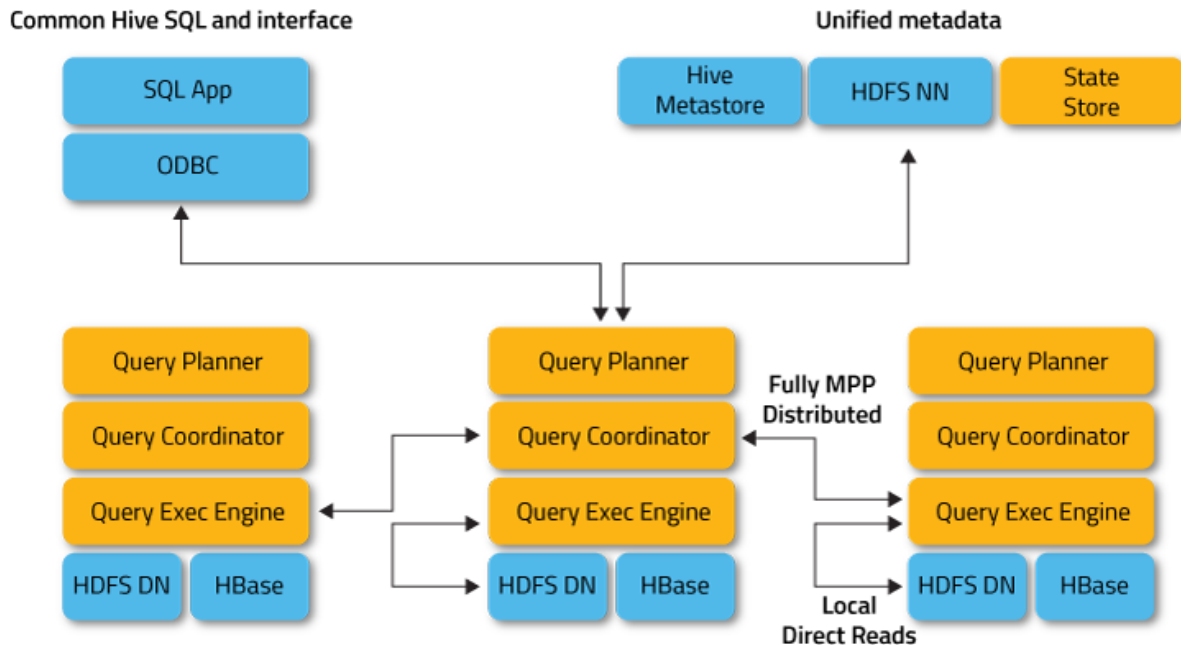 Common Hive SQL and interface
Unified metadata
SQL App
ODBC
Hive
Metastore
HDFS NN
State
Store
Query Planner
Query Coordinator
Query Exec Engine
HDFS DN
HBase
Query Planner
Query Coordinator
Query Exec Engine
HDFS DN
HBase
Fully MPP
Distributed
Local
Direct Reads
Query Planner
Query Coordinator
Query Exec Engine
HDFS DN
HBase